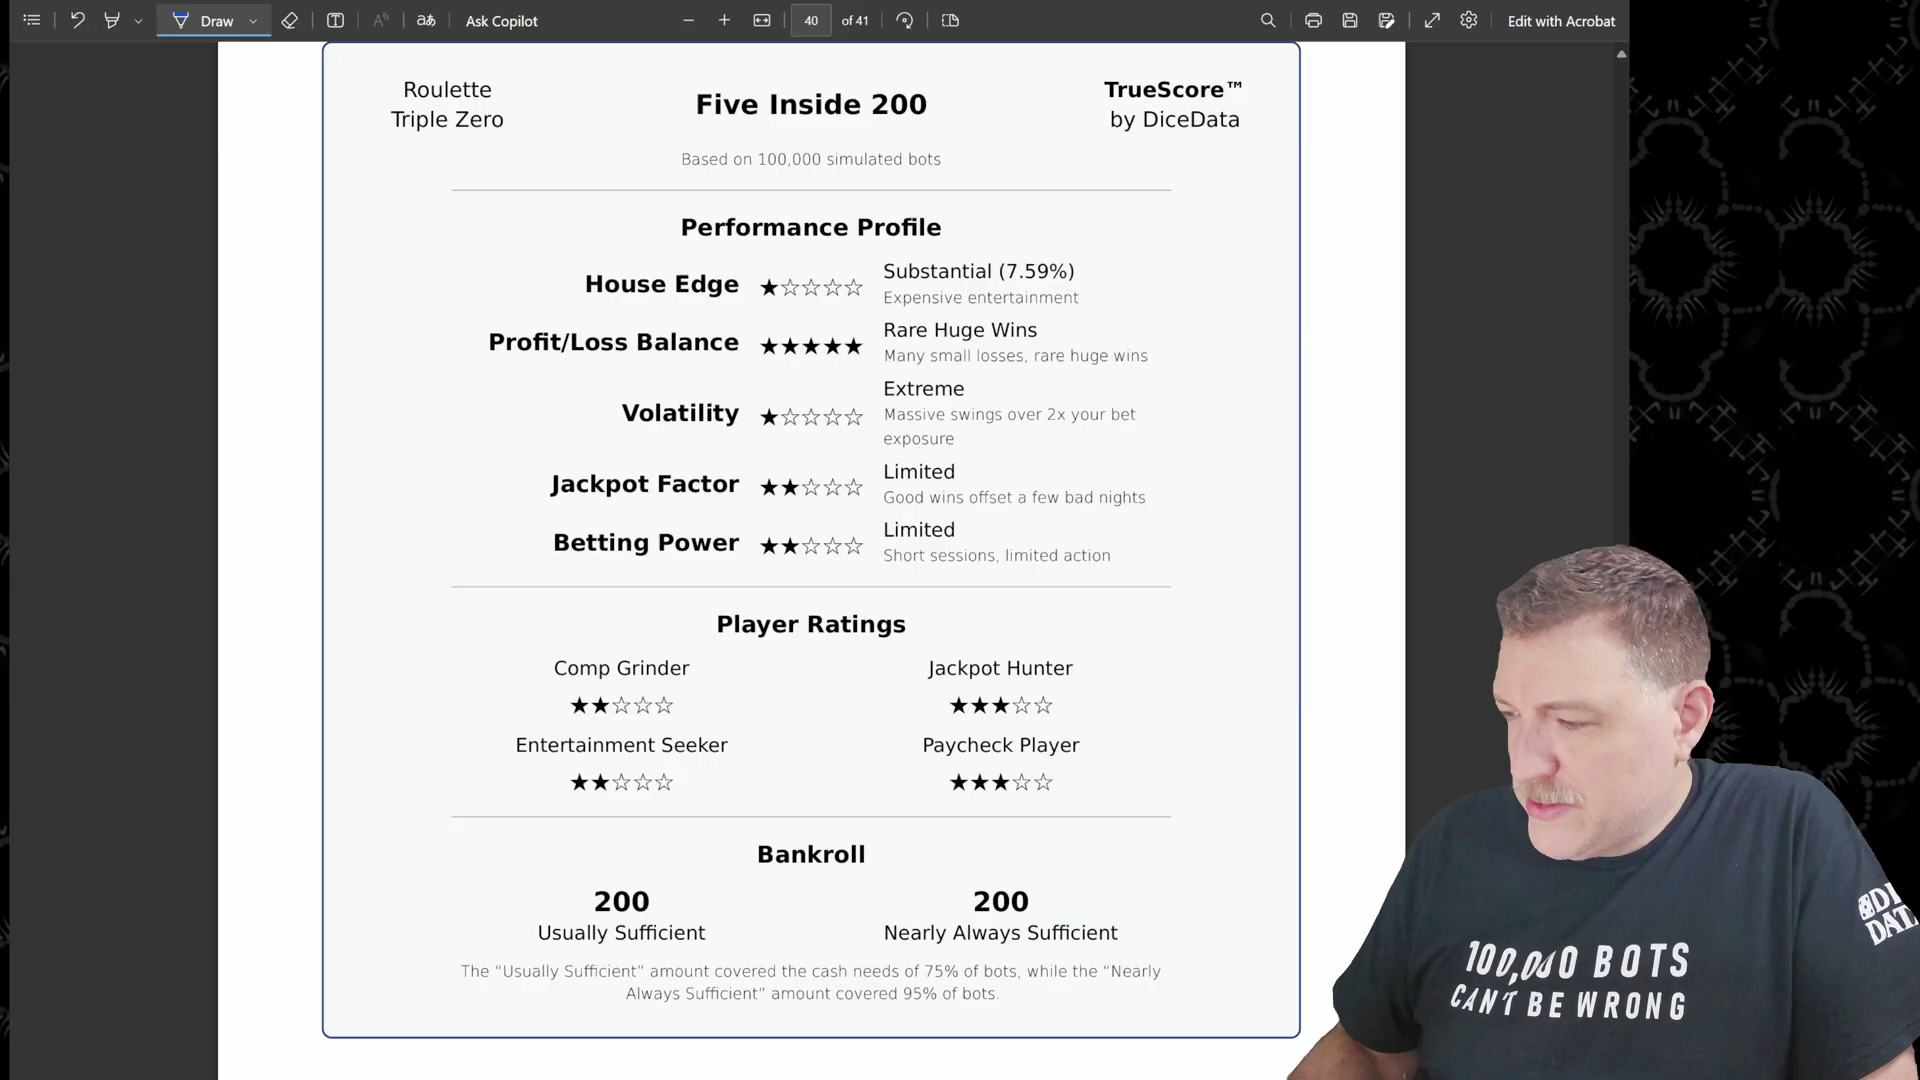 Draw
Ask Copilot
40 of 41
Edit with Acrobat
Roulette
Triple Zero
Five Inside 200
TrueScore™
by DiceData
Based on 100,000 simulated bots
Performance Profile
House Edge ★☆☆☆☆ Substantial (7.59%)
Expensive entertainment
Profit/Loss Balance ★★★★★ Rare Huge Wins
Many small losses, rare huge wins
Volatility ★☆☆☆☆ Extreme
Massive swings over 2x your bet
exposure
Jackpot Factor ★★☆☆☆ Limited
Good wins offset a few bad nights
Betting Power ★★☆☆☆ Limited
Short sessions, limited action
Player Ratings
Comp Grinder
★★☆☆☆
Jackpot Hunter
★★★☆☆
Entertainment Seeker
★★☆☆☆
Paycheck Player
★★★☆☆
Bankroll
200
Usually Sufficient
200
Nearly Always Sufficient
The “Usually Sufficient” amount covered the cash needs of 75% of bots, while the “Nearly
Always Sufficient” amount covered 95% of bots.
100,000 BOTS
CAN'T BE WRONG